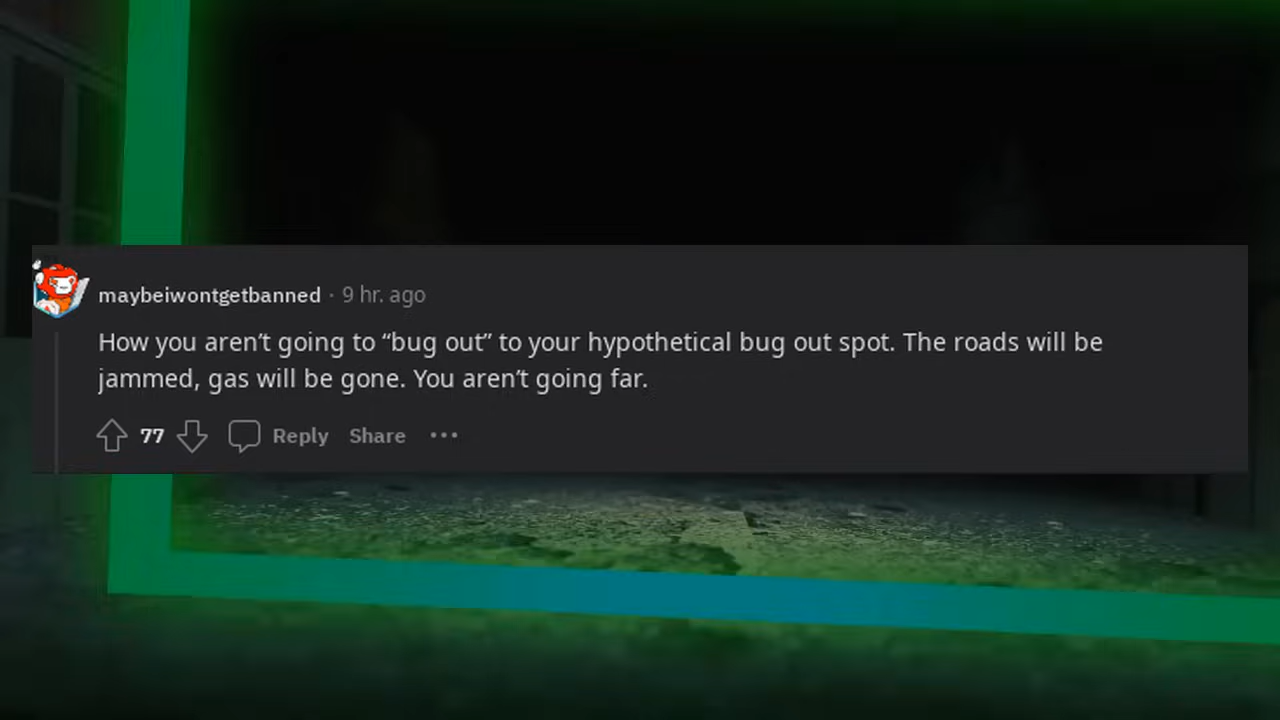 maybeiwontgetbanned · 9 hr. ago
How you aren’t going to “bug out” to your hypothetical bug out spot. The roads will be
jammed, gas will be gone. You aren’t going far.
77 Reply Share •••